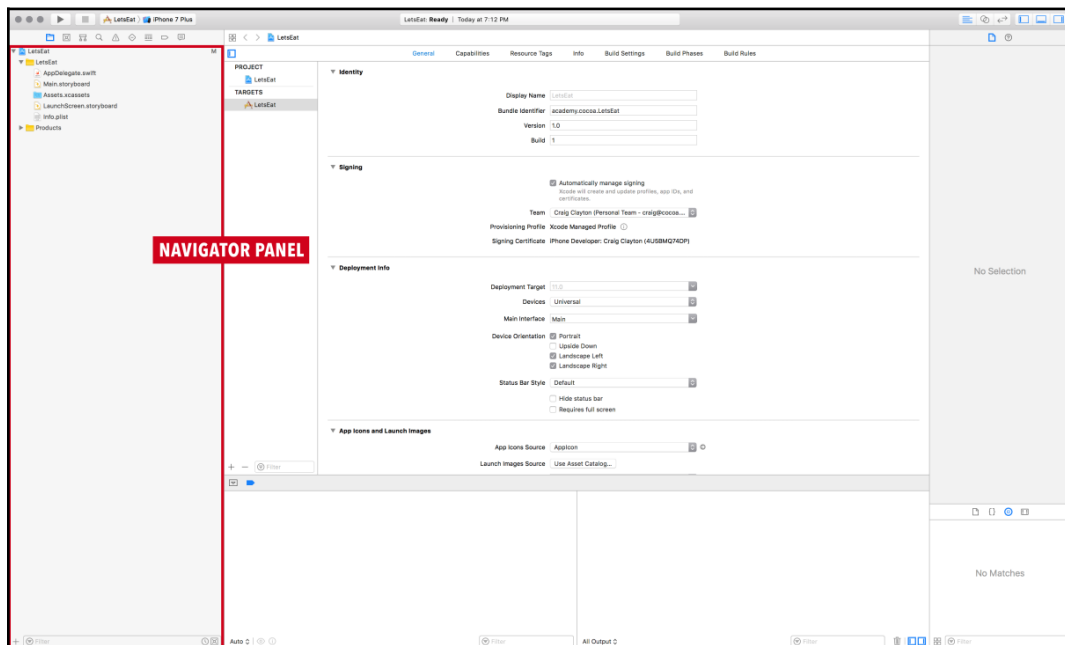 LetsEat
iPhone 7 Plus
LetsEat: Ready | Today at 7:12 PM
LetsEat M
LetsEat
AppDelegate.swift
Main.storyboard
Assets.xcassets
LaunchScreen.storyboard
Info.plist
Products
Filter
NAVIGATOR PANEL
LetsEat
General Capabilities Resource Tags Info Build Settings Build Phases Build Rules
PROJECT
LetsEat
TARGETS
LetsEat
Filter
Identity
Display Name LetsEat
Bundle Identifier academy.cocoa.LetsEat
Version 1.0
Build 1
Signing
Automatically manage signing
Xcode will create and update profiles, app IDs, and
certificates.
Team Craig Clayton (Personal Team - craig@cocoa....
Provisioning Profile Xcode Managed Profile
Signing Certificate iPhone Developer: Craig Clayton (4U5BMQ74DP)
Deployment Info
Deployment Target 11.0
Devices Universal
Main Interface Main
Device Orientation Portrait
Upside Down
Landscape Left
Landscape Right
Status Bar Style Default
Hide status bar
Requires full screen
App Icons and Launch Images
App Icons Source AppIcon
Launch Images Source Use Asset Catalog...
Auto
Filter
All Output
Filter
No Selection
No Matches
Filter